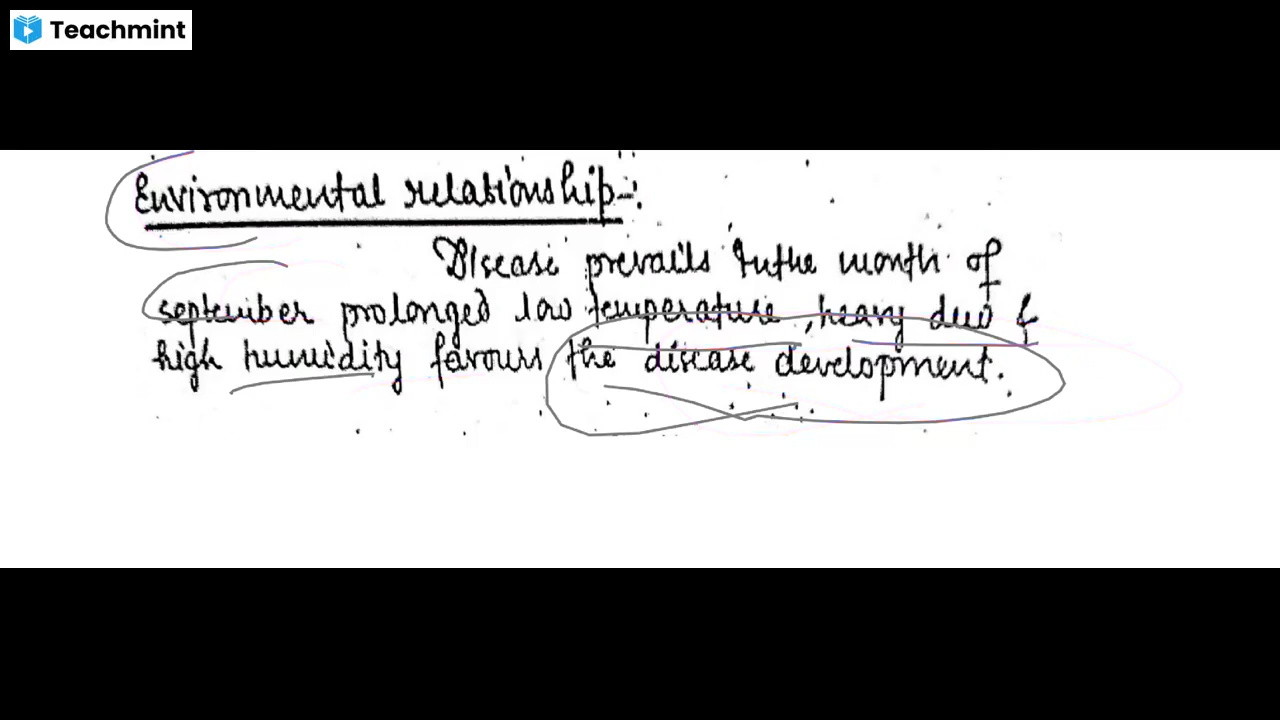 Teachmint
Environmental relationship-:
Disease prevails In the month of
september prolonged low temperature, heavy dew &
high humidity favours the disease development.